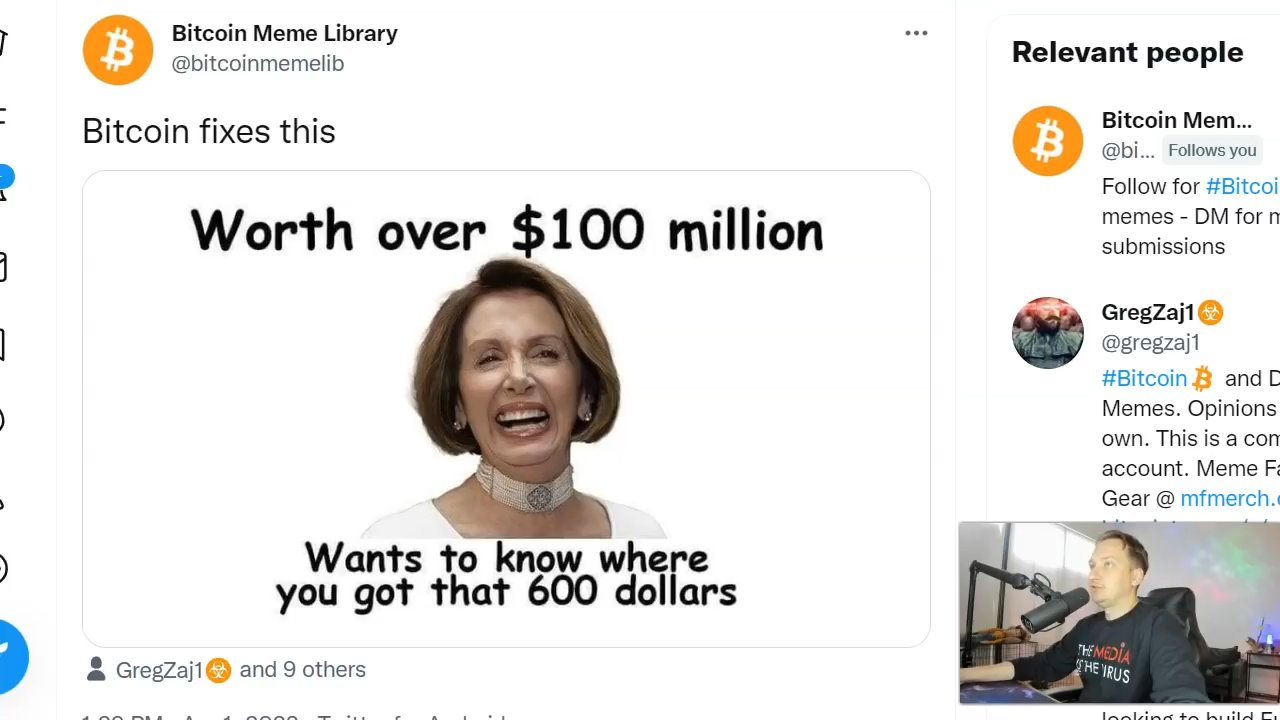 Bitcoin Meme Library
@bitcoinmemelib
Bitcoin fixes this
Worth over $100 million
Wants to know where
you got that 600 dollars
GregZaj1 and 9 others
Relevant people
Bitcoin Mem...
@bi... Follows you
Follow for #Bitcoi
memes - DM for m
submissions
GregZaj1
@gregzaj1
#Bitcoin and D
Memes. Opinions
own. This is a com
account. Meme Fa
Gear @ mfmerch.c
THE MEDIA
IS THE VIRUS